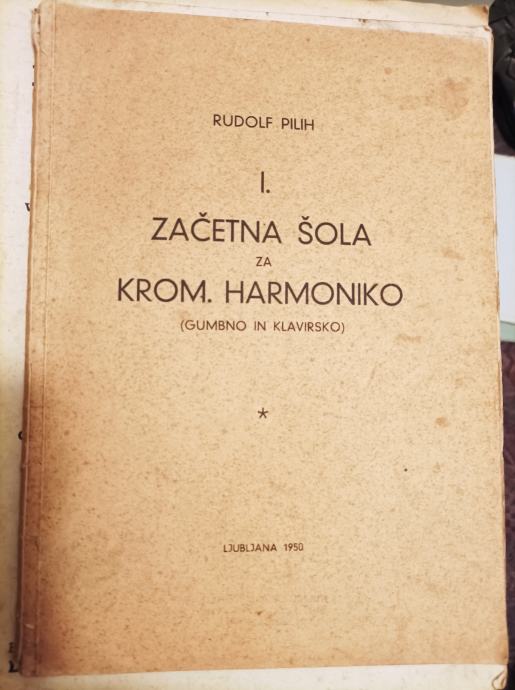 RUDOLF PILIH
I.
ZAČETNA ŠOLA
ZA
KROM. HARMONIKO
(GUMBNO IN KLAVIRSKO)
*
LJUBLJANA 1950